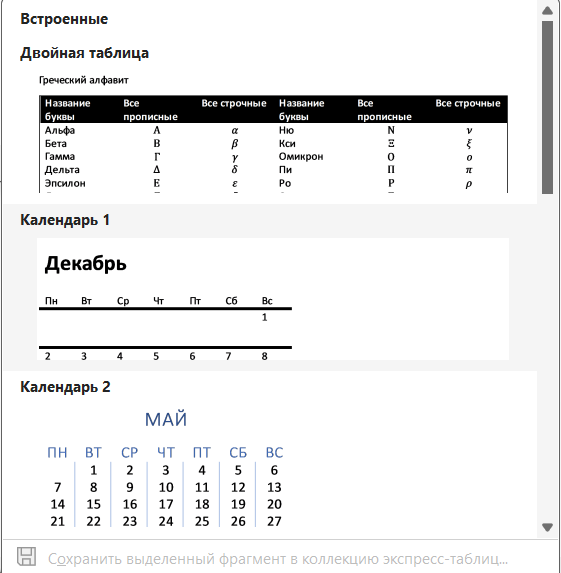 Встроенные
Двойная таблица
Греческий алфавит
Название буквы Все прописные Все строчные Название буквы Все прописные Все строчные
Альфа Α α Ню Ν ν
Бета Β β Кси Ξ ξ
Гамма Γ γ Омикрон Ο ο
Дельта Δ δ Пи Π π
Эпсилон Ε ε Ро Ρ ρ
Календарь 1
Декабрь
Пн Вт Ср Чт Пт Сб Вс
1
2 3 4 5 6 7 8
Календарь 2
МАЙ
ПН ВТ СР ЧТ ПТ СБ ВС
1 2 3 4 5 6
7 8 9 10 11 12 13
14 15 16 17 18 19 20
21 22 23 24 25 26 27
Сохранить выделенный фрагмент в коллекцию экспресс-таблиц...